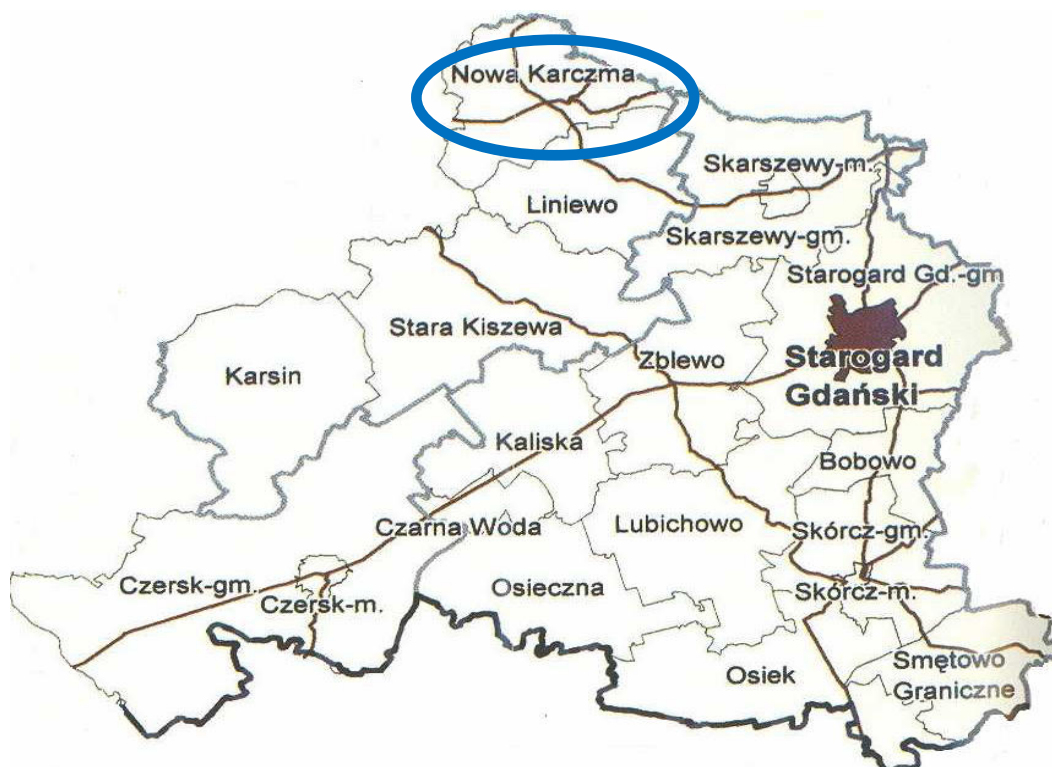 Nowa Karczma
Skarszewy-m.
Liniewo
Skarszewy-gm.
Starogard Gd.-gm
Stara Kiszewa
Zblewo
Starogard
Gdański
Karsin
Kaliska
Bobowo
Czarna Woda
Lubichowo
Skórcz-gm.
Czersk-gm.
Czersk-m.
Osieczna
Skórcz-m.
Osiek
Smętowo
Graniczne